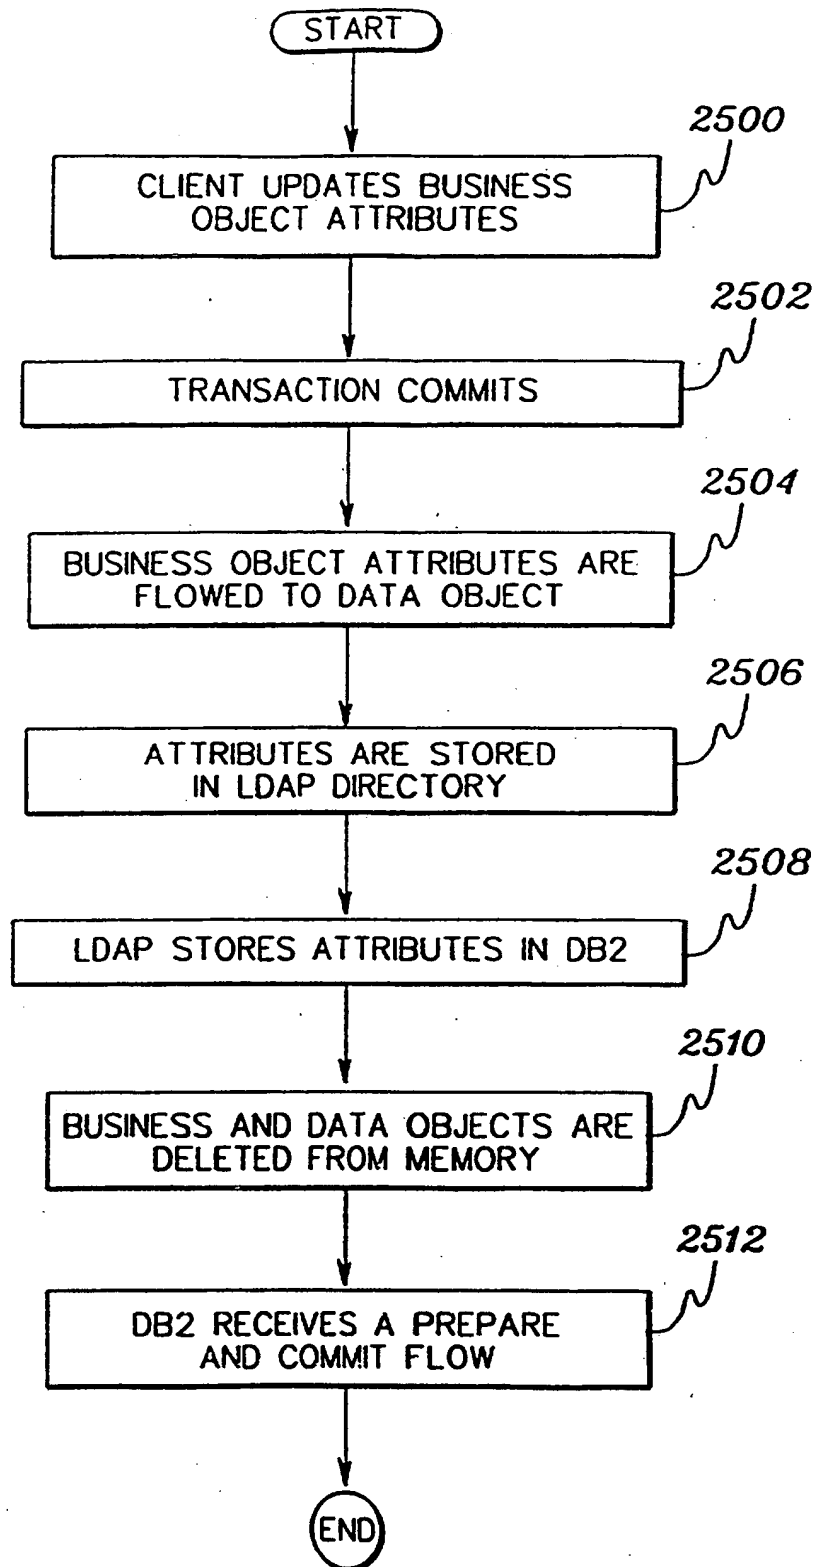 START
2500
CLIENT UPDATES BUSINESS
OBJECT ATTRIBUTES
2502
TRANSACTION COMMITS
2504
BUSINESS OBJECT ATTRIBUTES ARE
FLOWED TO DATA OBJECT
2506
ATTRIBUTES ARE STORED
IN LDAP DIRECTORY
2508
LDAP STORES ATTRIBUTES IN DB2
2510
BUSINESS AND DATA OBJECTS ARE
DELETED FROM MEMORY
2512
DB2 RECEIVES A PREPARE
AND COMMIT FLOW
END